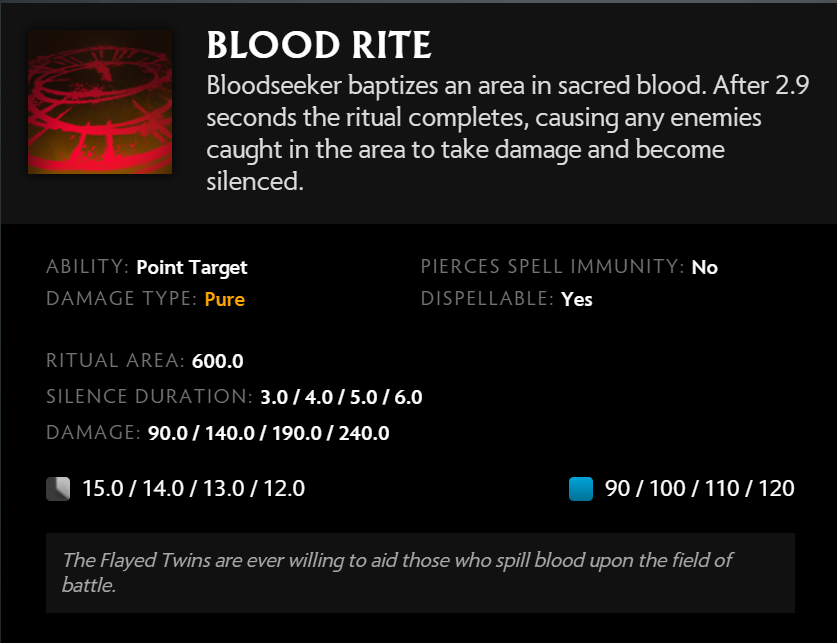 BLOOD RITE
Bloodseeker baptizes an area in sacred blood. After 2.9
seconds the ritual completes, causing any enemies
caught in the area to take damage and become
silenced.
ABILITY: Point Target
PIERCES SPELL IMMUNITY: No
DAMAGE TYPE: Pure
DISPELLABLE: Yes
RITUAL AREA: 600.0
SILENCE DURATION: 3.0 / 4.0 / 5.0 / 6.0
DAMAGE: 90.0 / 140.0 / 190.0 / 240.0
15.0 / 14.0 / 13.0 / 12.0
90 / 100 / 110 / 120
The Flayed Twins are ever willing to aid those who spill blood upon the field of
battle.